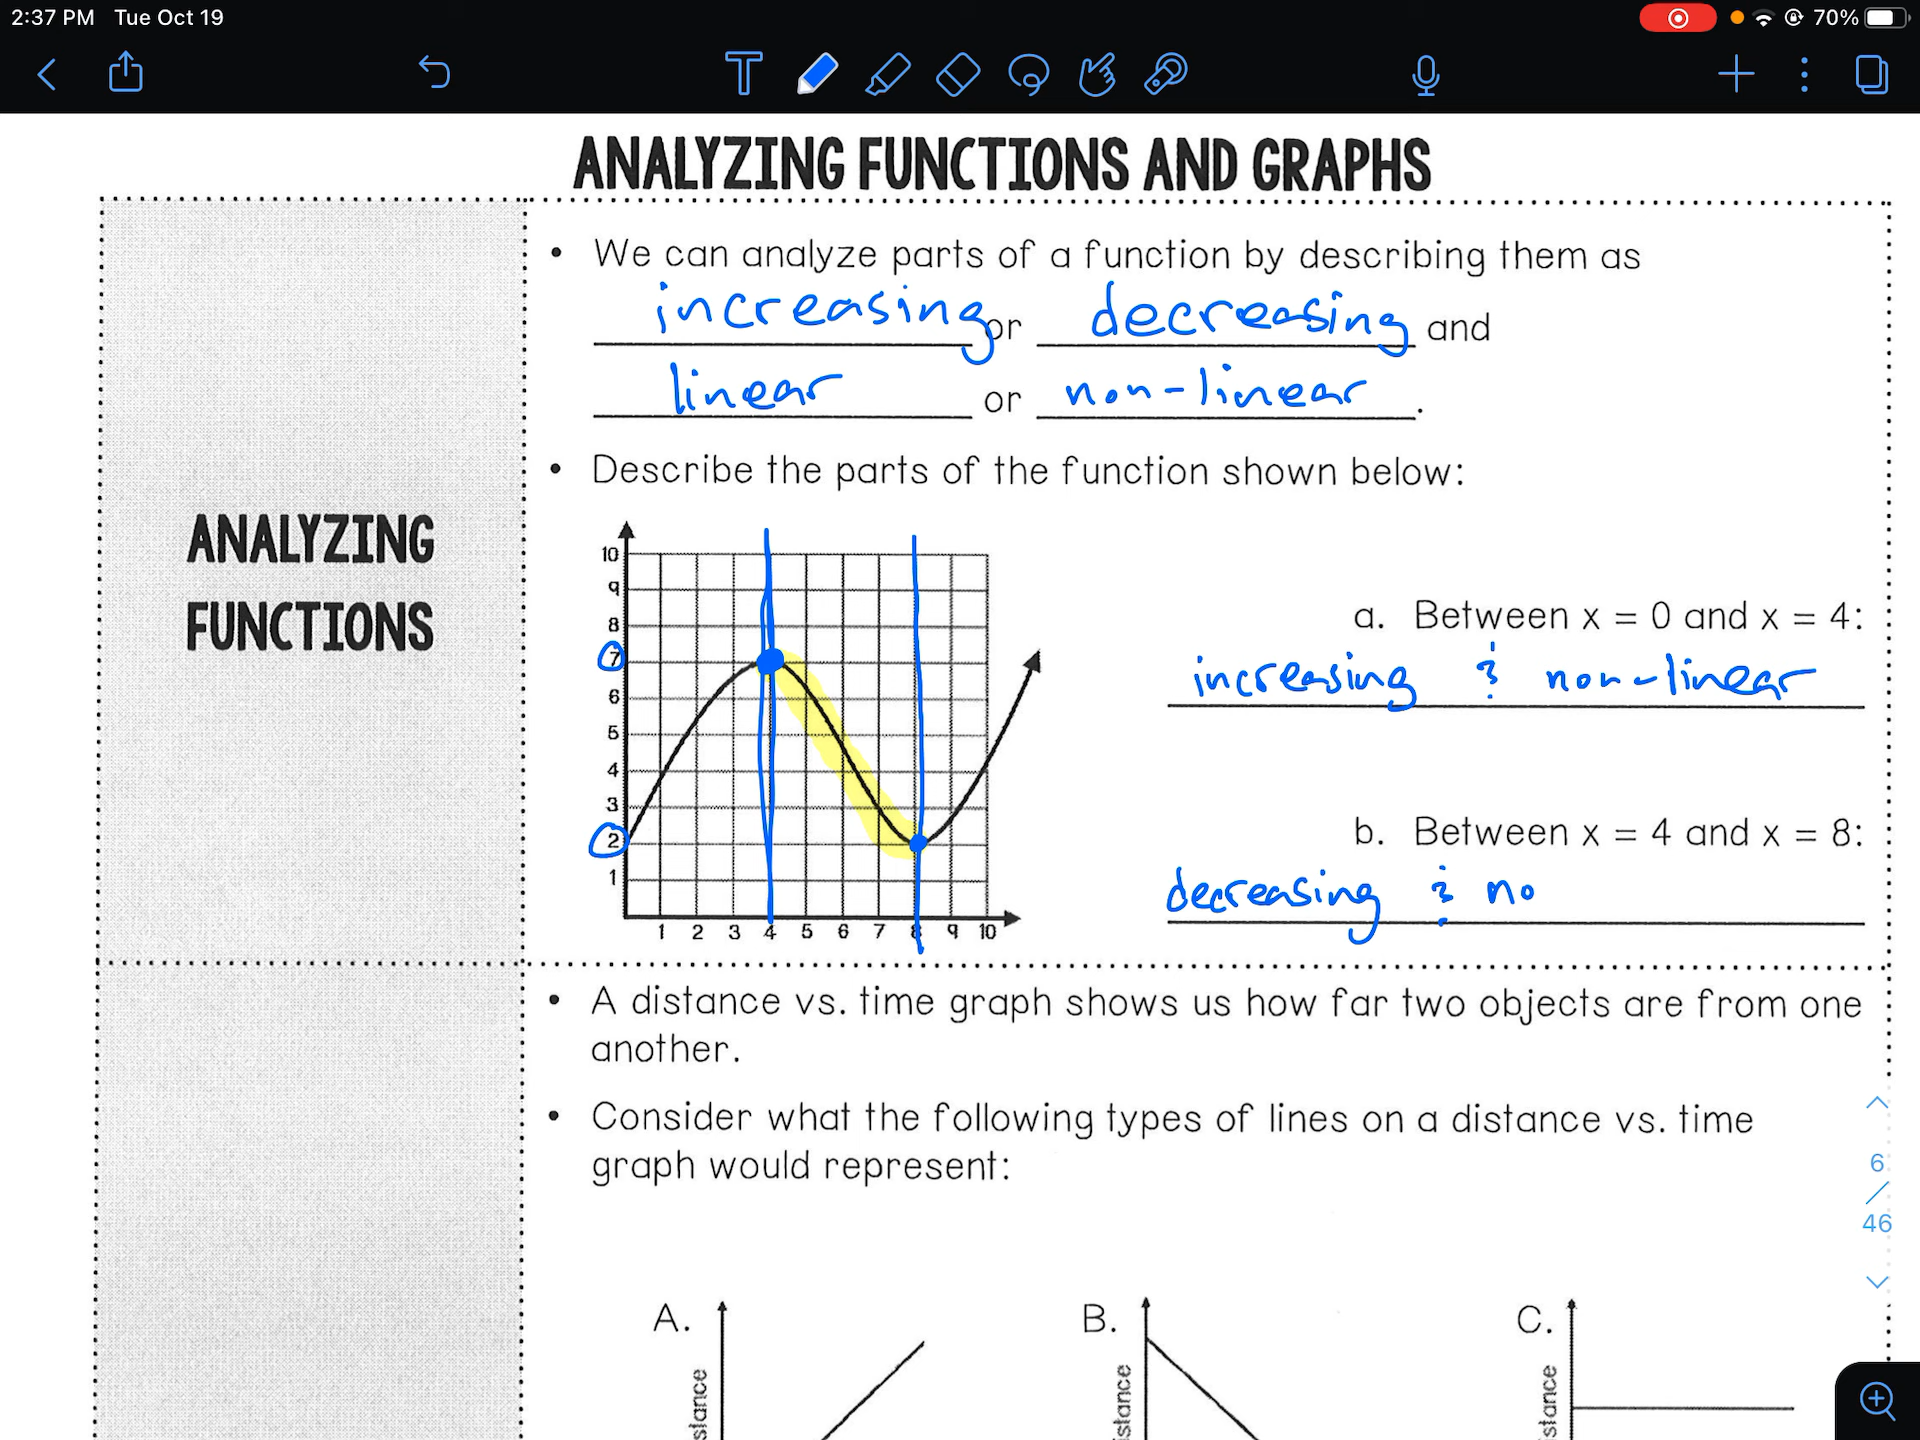 2:37 PM Tue Oct 19 70%
ANALYZING FUNCTIONS AND GRAPHS
ANALYZING
FUNCTIONS
• We can analyze parts of a function by describing them as
increasing or decreasing and
linear or non-linear.
• Describe the parts of the function shown below:
10
9
8
7
6
5
4
3
2
1
1 2 3 4 5 6 7 8 9 10
a. Between x = 0 and x = 4:
increasing & non-linear
b. Between x = 4 and x = 8:
decreasing & no
• A distance vs. time graph shows us how far two objects are from one
another.
• Consider what the following types of lines on a distance vs. time
graph would represent:
6
/
46
A. B. C.
stance
istance
istance